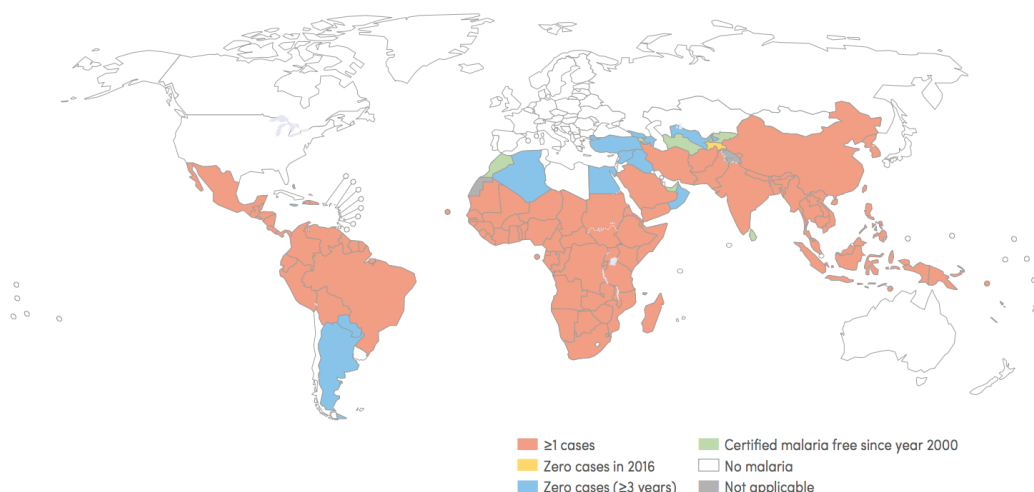 ≥1 cases
Zero cases in 2016
Zero cases (≥3 years)
Certified malaria free since year 2000
No malaria
Not applicable